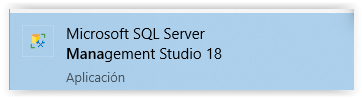 Microsoft SQL Server
Management Studio 18
Aplicación